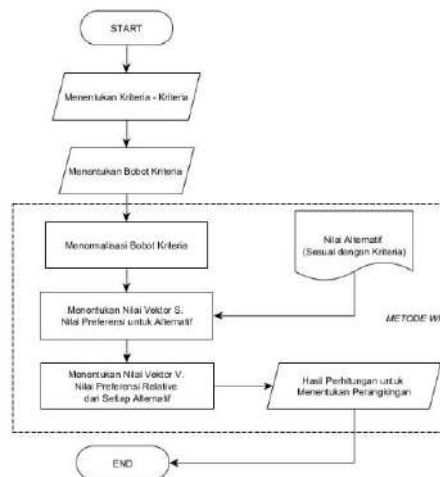 START
Menentukan Kriteria - Kriteria
Menentukan Bobot Kriteria
Menormalisasi Bobot Kriteria
Nilai Alternatif
(Sesuai dengan Kriteria)
Menentukan Nilai Vektor S.
Nilai Preferensi untuk Alternatif
METODE WP
Menentukan Nilai Vektor V.
Nilai Preferensi Relative
dari Setiap Alternatif
Hasil Perhitungan untuk
Menentukan Perangkingan
END